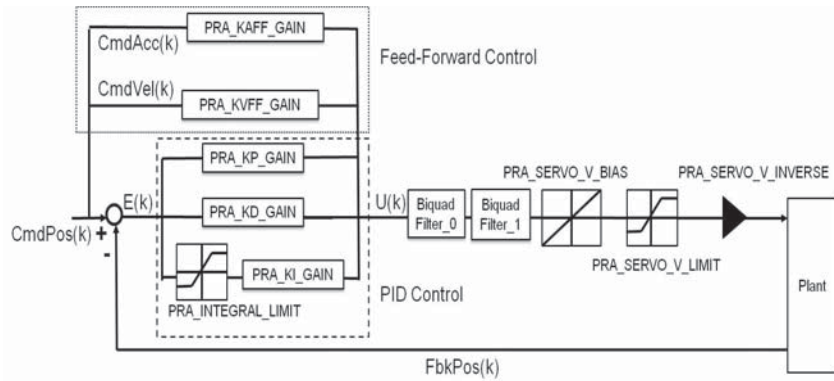 PRA_KAFF_GAIN
CmdAcc(k)
Feed-Forward Control
CmdVel(k)
PRA_KVFF_GAIN
PRA_KP_GAIN
PRA_SERVO_V_BIAS
PRA_SERVO_V_INVERSE
E(k)
PRA_KD_GAIN
U(k)
Biquad
Filter_0
Biquad
Filter_1
CmdPos(k)
+
-
PRA_KI_GAIN
PRA_SERVO_V_LIMIT
Plant
PRA_INTEGRAL_LIMIT
PID Control
FbkPos(k)